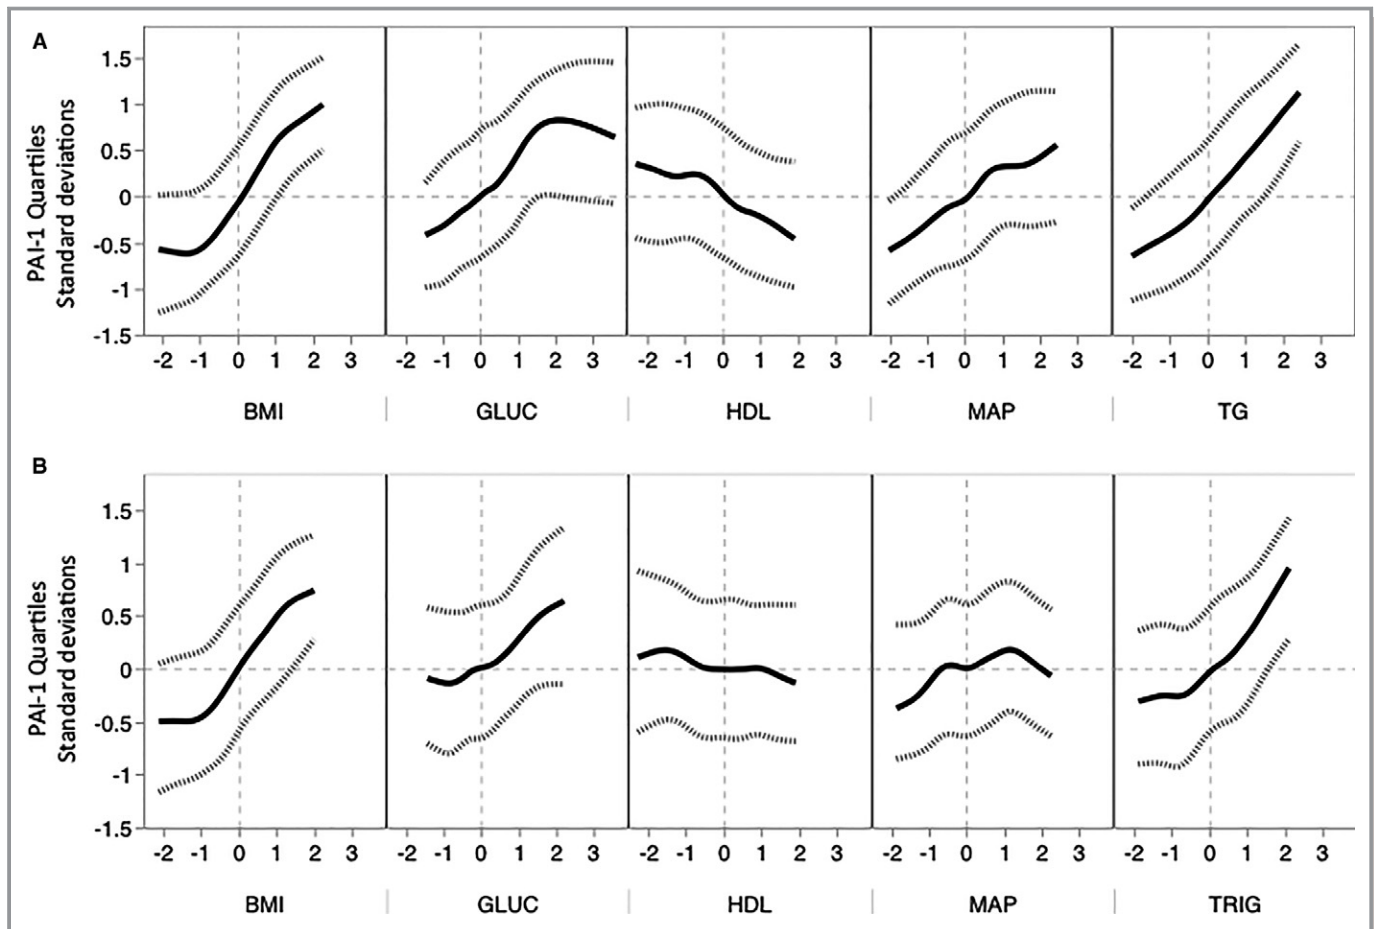 A
PAI-1 Quartiles
Standard deviations
1.5
1
0.5
0
-0.5
-1
-1.5
-2 -1 0 1 2 3 -2 -1 0 1 2 3 -2 -1 0 1 2 3 -2 -1 0 1 2 3 -2 -1 0 1 2 3
BMI GLUC HDL MAP TG
B
PAI-1 Quartiles
Standard deviations
1.5
1
0.5
0
-0.5
-1
-1.5
-2 -1 0 1 2 3 -2 -1 0 1 2 3 -2 -1 0 1 2 3 -2 -1 0 1 2 3 -2 -1 0 1 2 3
BMI GLUC HDL MAP TRIG